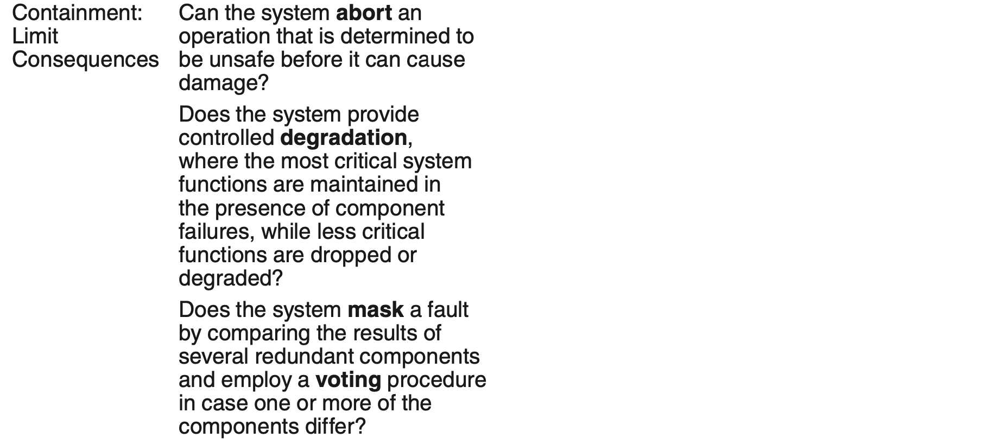 Containment:
Limit
Consequences
Can the system abort an
operation that is determined to
be unsafe before it can cause
damage?
Does the system provide
controlled degradation,
where the most critical system
functions are maintained in
the presence of component
failures, while less critical
functions are dropped or
degraded?
Does the system mask a fault
by comparing the results of
several redundant components
and employ a voting procedure
in case one or more of the
components differ?